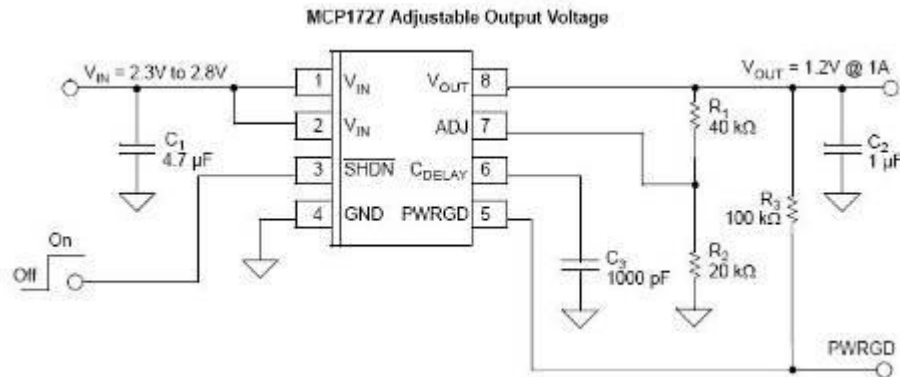 MCP1727 Adjustable Output Voltage
V_IN = 2.3V to 2.8V
V_OUT = 1.2V @ 1A
1 V_IN
V_OUT 8
2 V_IN
ADJ 7
3 SHDN
C_DELAY 6
4 GND
PWRGD 5
C_1
4.7 µF
R_1
40 kΩ
C_2
1 µF
R_3
100 kΩ
On
Off
C_3
1000 pF
R_2
20 kΩ
PWRGD